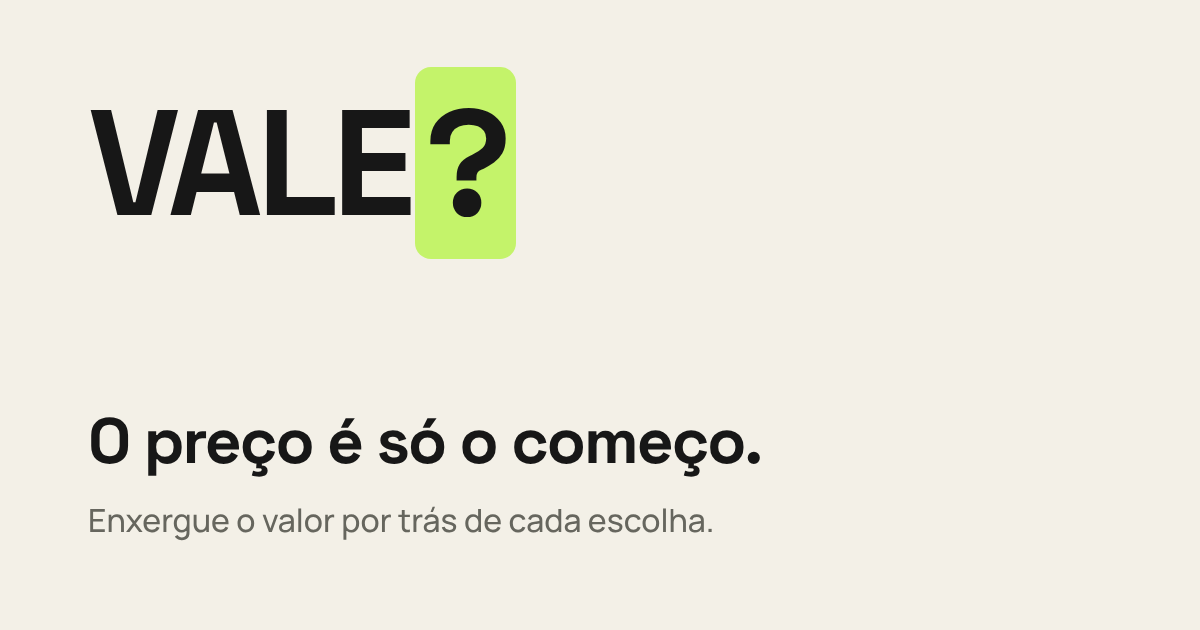 VALE?
O preço é só o começo.
Enxergue o valor por trás de cada escolha.